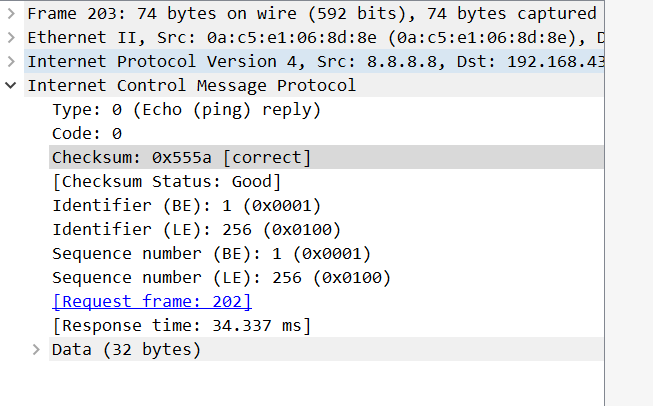 Frame 203: 74 bytes on wire (592 bits), 74 bytes captured
Ethernet II, Src: 0a:c5:e1:06:8d:8e (0a:c5:e1:06:8d:8e), D
Internet Protocol Version 4, Src: 8.8.8.8, Dst: 192.168.43
Internet Control Message Protocol
Type: 0 (Echo (ping) reply)
Code: 0
Checksum: 0x555a [correct]
[Checksum Status: Good]
Identifier (BE): 1 (0x0001)
Identifier (LE): 256 (0x0100)
Sequence number (BE): 1 (0x0001)
Sequence number (LE): 256 (0x0100)
[Request frame: 202]
[Response time: 34.337 ms]
Data (32 bytes)